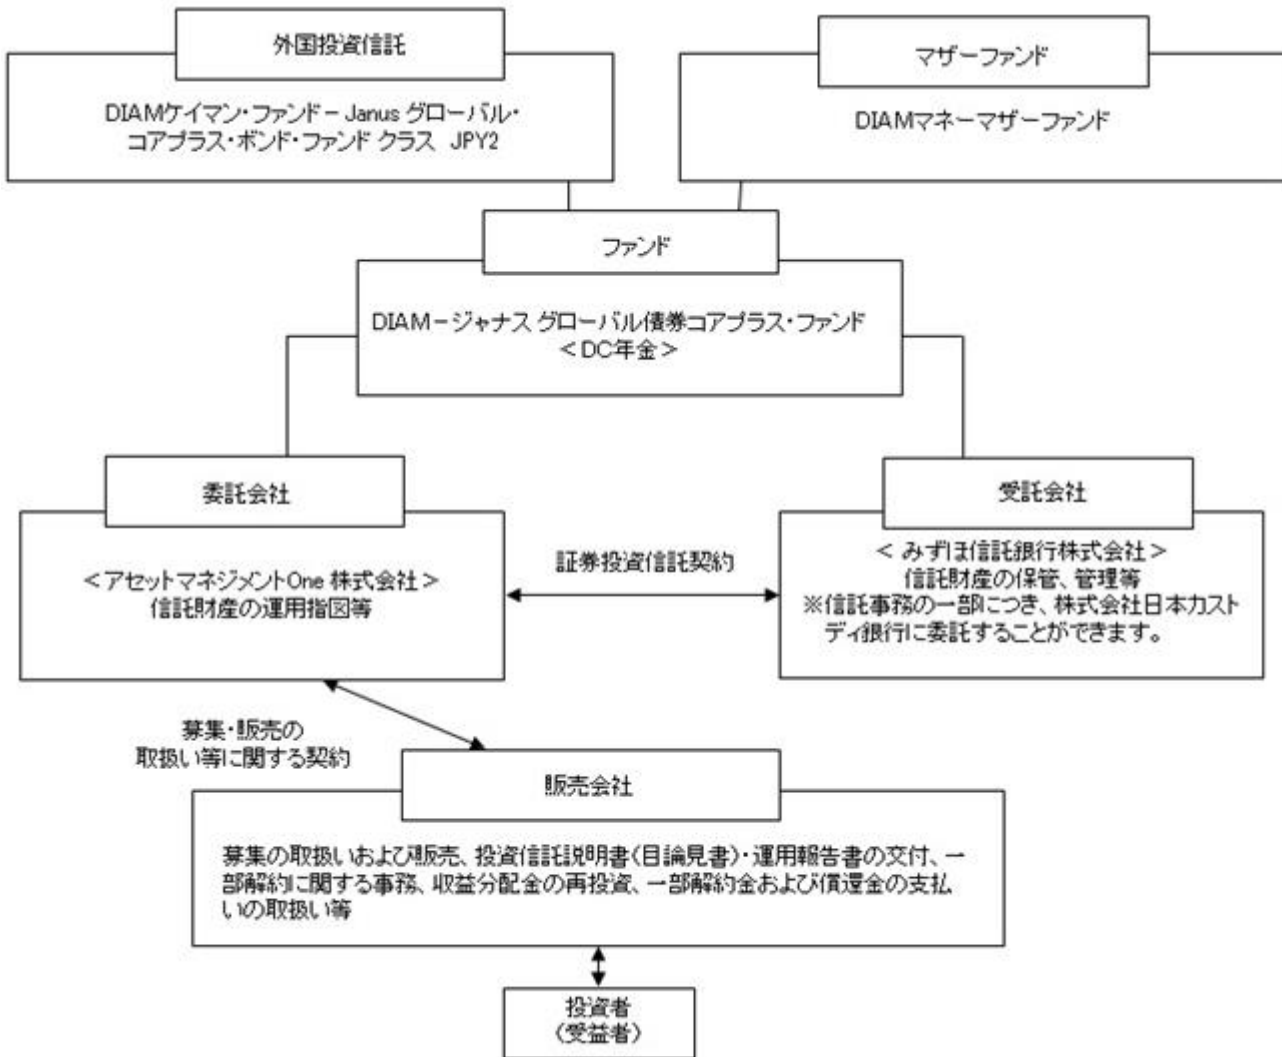 外国投資信託
DIAMケイマン・ファンド－Janus グローバル・
コアプラス・ボンド・ファンド クラス JPY2
マザーファンド
DIAMマネーマザーファンド
ファンド
DIAM－ジャナス グローバル債券コアプラス・ファンド
＜DC年金＞
委託会社
＜アセットマネジメントOne 株式会社＞
信託財産の運用指図等
証券投資信託契約
受託会社
＜ みずほ信託銀行株式会社＞
信託財産の保管、管理等
※信託事務の一部につき、株式会社日本カスト
ディ銀行に委託することができます。
募集・販売の
取扱い等に関する契約
販売会社
募集の取扱いおよび販売、投資信託説明書（目論見書）・運用報告書の交付、一
部解約に関する事務、収益分配金の再投資、一部解約金および償還金の支払
いの取扱い等
投資者
（受益者）